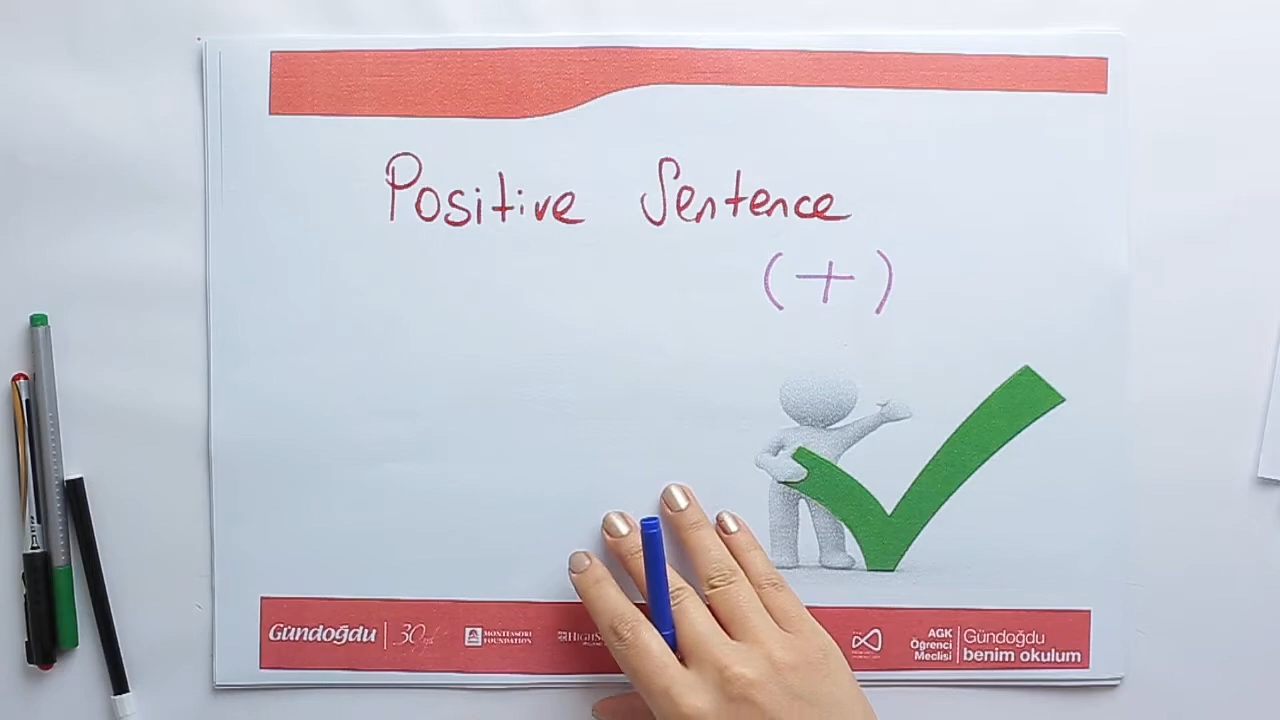 Positive Sentence
(+)
Gündoğdu
30
MONTESSORI
FOUNDATION
AGK
Öğrenci
Meclisi
Gündoğdu
benim okulum